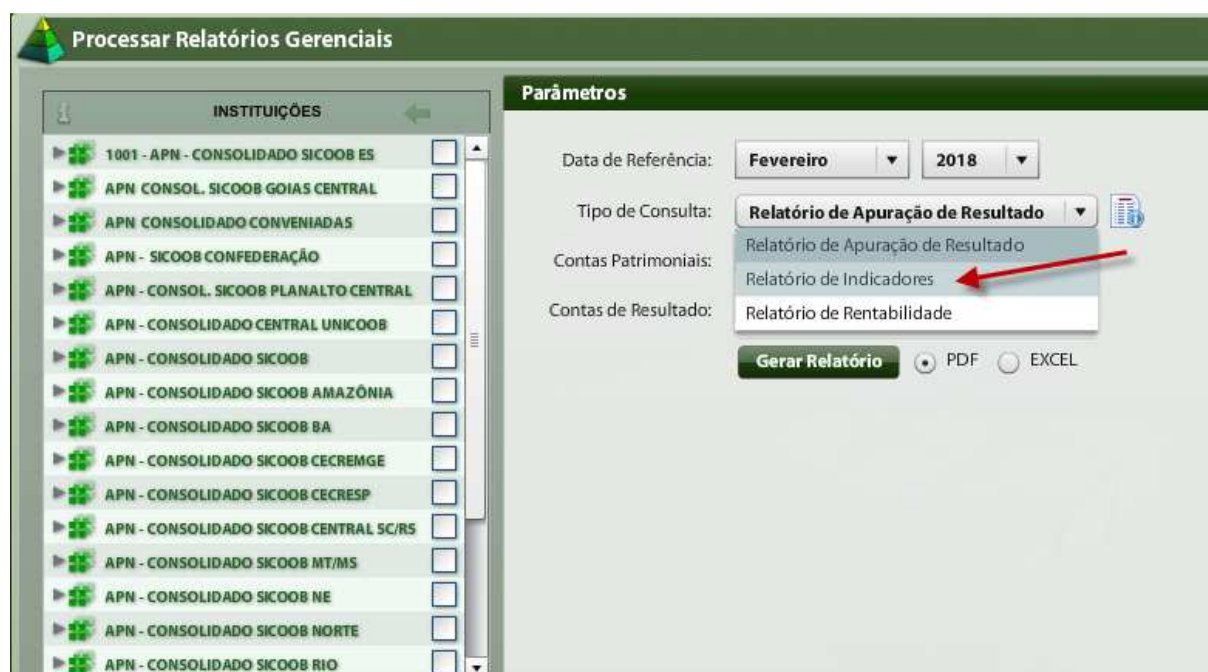 Processar Relatórios Gerenciais
INSTITUIÇÕES
1001 - APN - CONSOLIDADO SICOOB ES
APN CONSOL. SICOOB GOIAS CENTRAL
APN CONSOLIDADO CONVENIADAS
APN - SICOOB CONFEDERAÇÃO
APN - CONSOL. SICOOB PLANALTO CENTRAL
APN - CONSOLIDADO CENTRAL UNICOOB
APN - CONSOLIDADO SICOOB
APN - CONSOLIDADO SICOOB AMAZÔNIA
APN - CONSOLIDADO SICOOB BA
APN - CONSOLIDADO SICOOB CECREMGE
APN - CONSOLIDADO SICOOB CECRESP
APN - CONSOLIDADO SICOOB CENTRAL SC/RS
APN - CONSOLIDADO SICOOB MT/MS
APN - CONSOLIDADO SICOOB NE
APN - CONSOLIDADO SICOOB NORTE
APN - CONSOLIDADO SICOOB RIO
Parâmetros
Data de Referência: Fevereiro 2018
Tipo de Consulta: Relatório de Apuração de Resultado
Relatório de Apuração de Resultado
Contas Patrimoniais:
Relatório de Indicadores
Contas de Resultado:
Relatório de Rentabilidade
Gerar Relatório PDF EXCEL